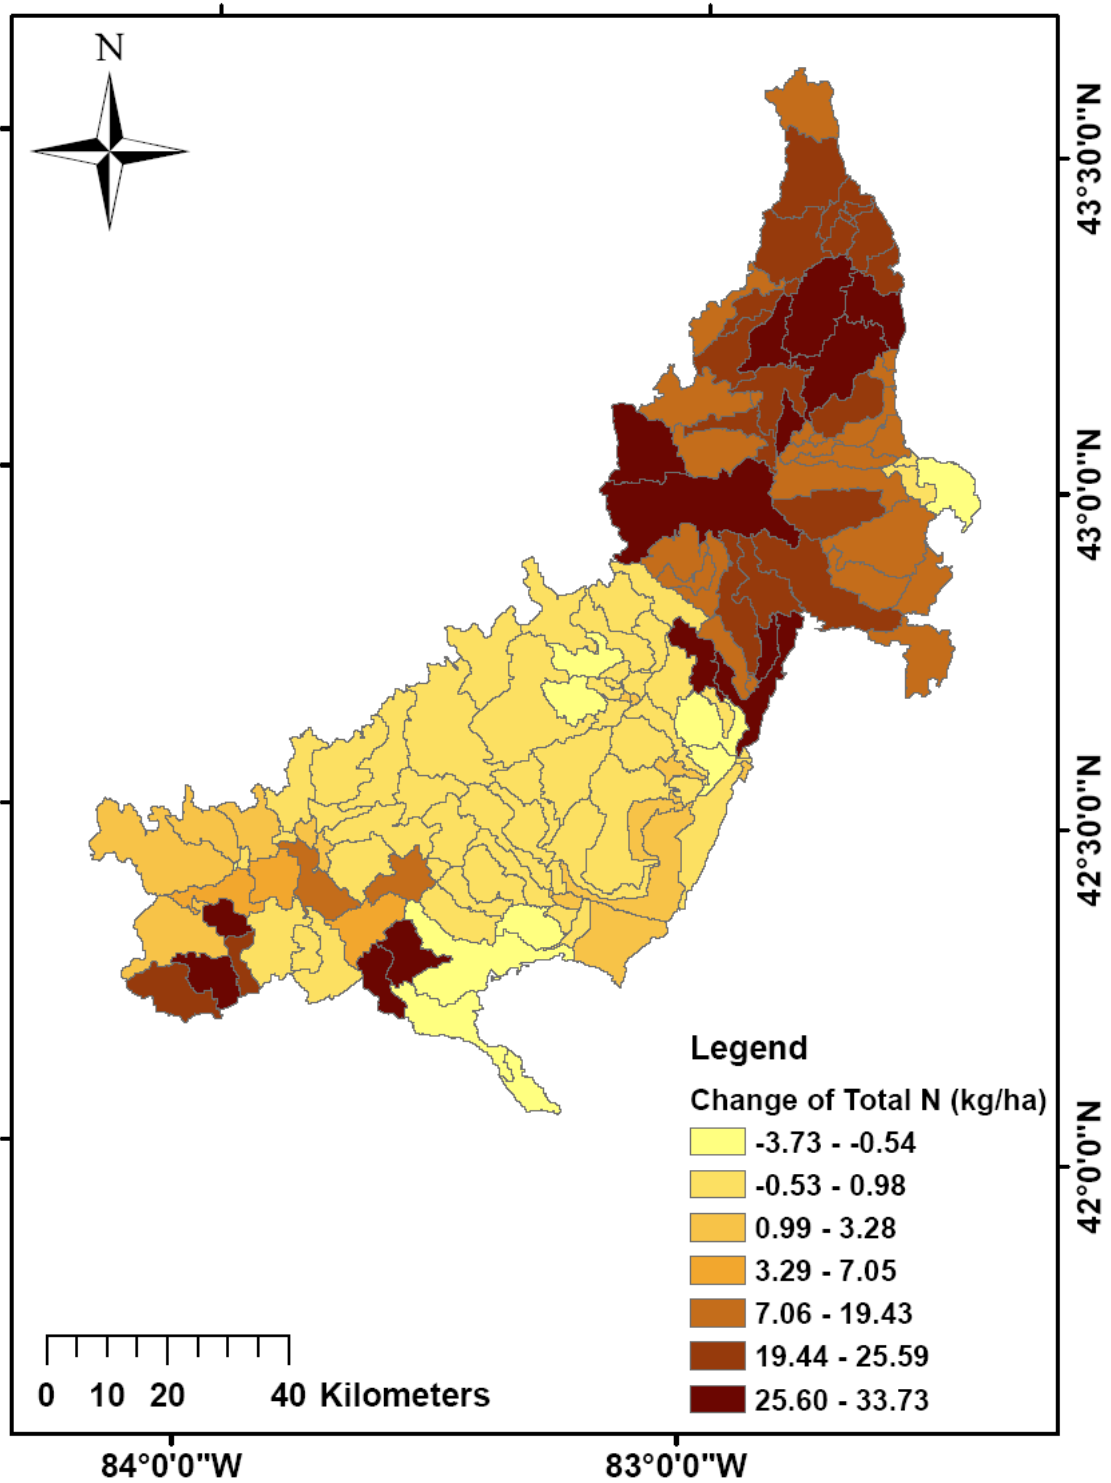 N
43°30'0"N
43°0'0"N
42°30'0"N
42°0'0"N
Legend
Change of Total N (kg/ha)
-3.73 - -0.54
-0.53 - 0.98
0.99 - 3.28
3.29 - 7.05
7.06 - 19.43
19.44 - 25.59
25.60 - 33.73
0 10 20 40 Kilometers
84°0'0"W 83°0'0"W